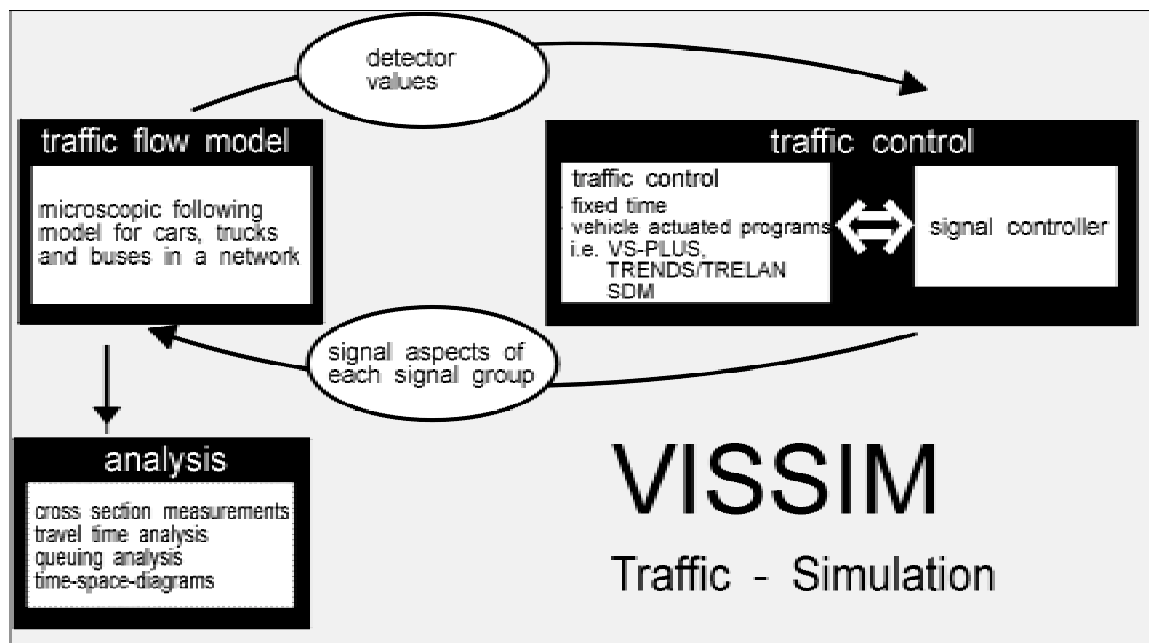 detector
values
traffic flow model
microscopic following
model for cars, trucks
and buses in a network
traffic control
traffic control
- fixed time
- vehicle actuated programs
i.e. VS-PLUS,
TRENDS/TRELAN
SDM
signal controller
signal aspects of
each signal group
analysis
cross section measurements
travel time analysis
queuing analysis
time-space-diagrams
VISSIM
Traffic - Simulation